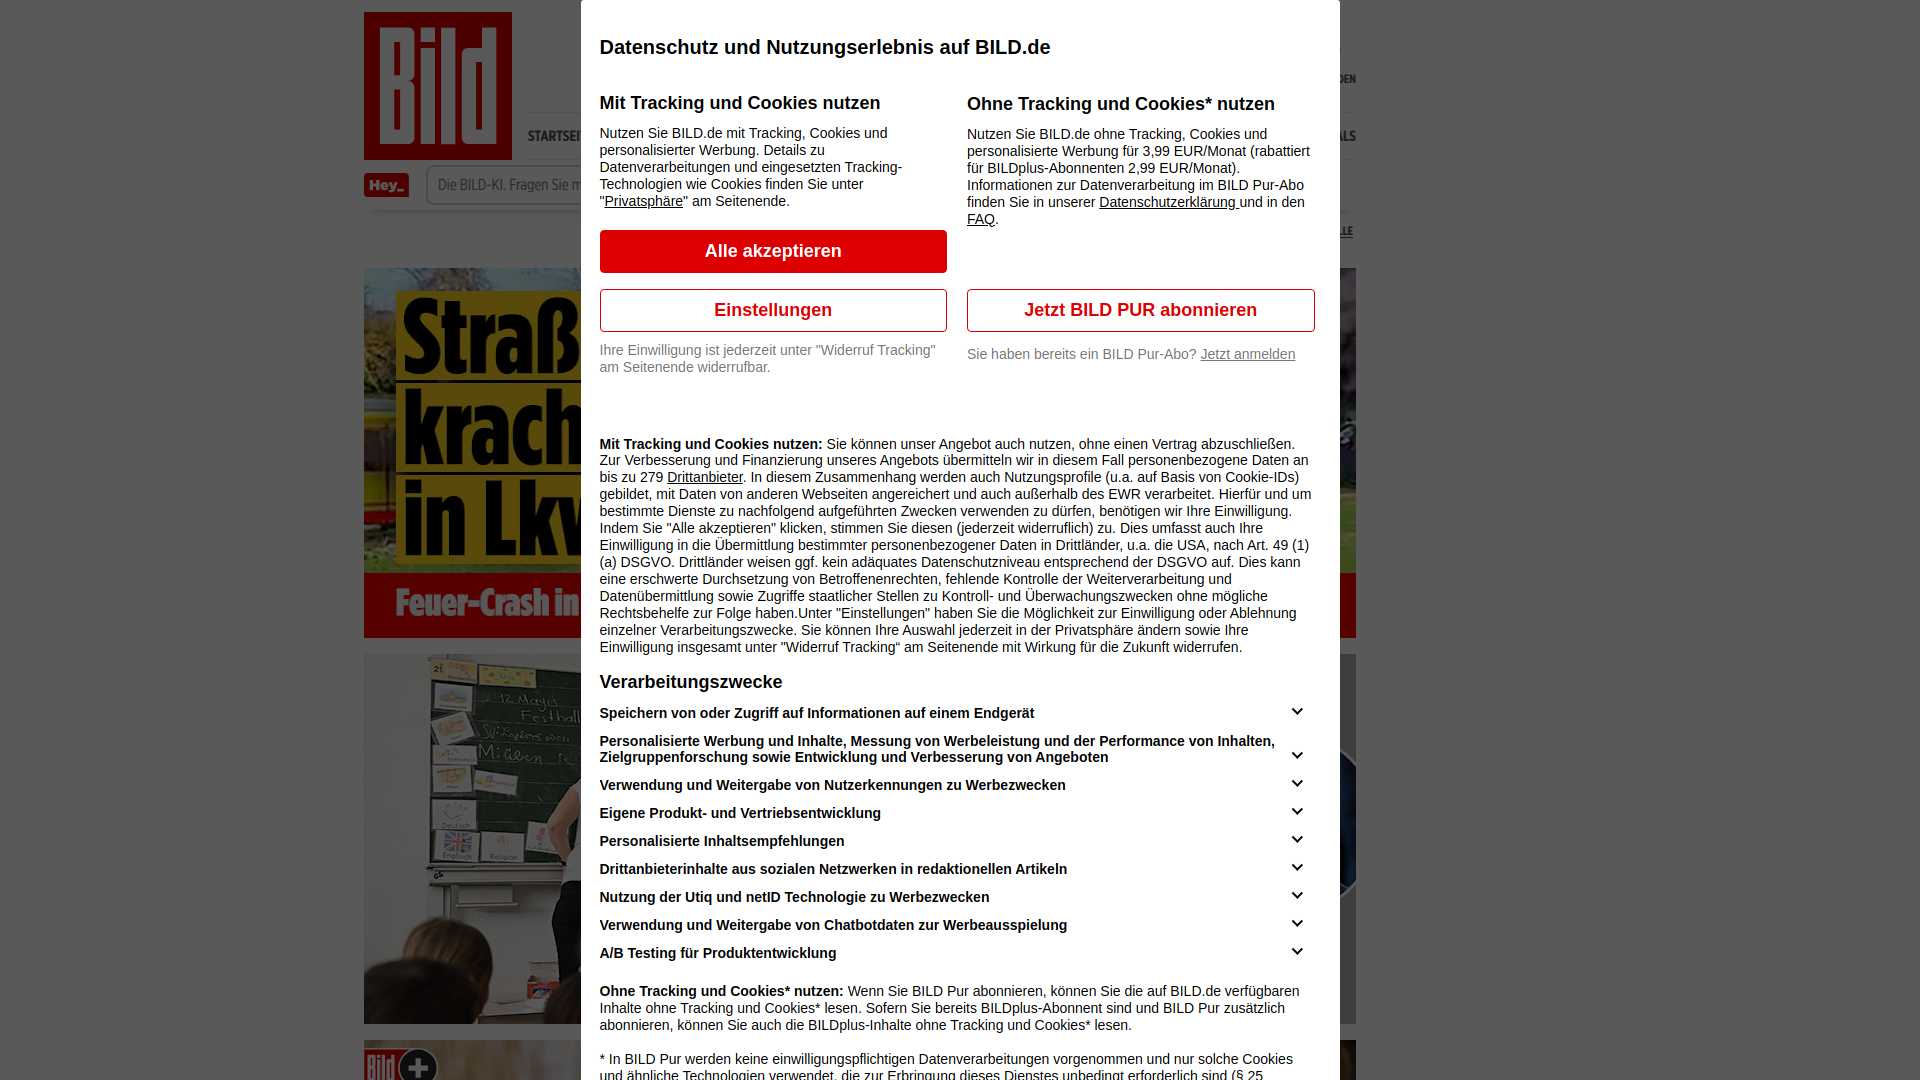 Bild
Datenschutz und Nutzungserlebnis auf BILD.de
Mit Tracking und Cookies nutzen
Nutzen Sie BILD.de mit Tracking, Cookies und
personalisierter Werbung. Details zu
Datenverarbeitungen und eingesetzten Tracking-
Technologien wie Cookies finden Sie unter
"Privatsphäre" am Seitenende.
Alle akzeptieren
Einstellungen
Ihre Einwilligung ist jederzeit unter "Widerruf Tracking"
am Seitenende widerrufbar.
Ohne Tracking und Cookies* nutzen
Nutzen Sie BILD.de ohne Tracking, Cookies und
personalisierte Werbung für 3,99 EUR/Monat (rabattiert
für BILDplus-Abonnenten 2,99 EUR/Monat).
Informationen zur Datenverarbeitung im BILD Pur-Abo
finden Sie in unserer Datenschutzerklärung und in den
FAQ.
Jetzt BILD PUR abonnieren
Sie haben bereits ein BILD Pur-Abo? Jetzt anmelden
Hey_
Die BILD-KI. Fragen Sie
Straß
krach
in Lkw
Feuer-Crash in
Mit Tracking und Cookies nutzen: Sie können unser Angebot auch nutzen, ohne einen Vertrag abzuschließen.
Zur Verbesserung und Finanzierung unseres Angebots übermitteln wir in diesem Fall personenbezogene Daten an
bis zu 279 Drittanbieter. In diesem Zusammenhang werden auch Nutzungsprofile (u.a. auf Basis von Cookie-IDs)
gebildet, mit Daten von anderen Webseiten angereichert und auch außerhalb des EWR verarbeitet. Hierfür und um
bestimmte Dienste zu nachfolgend aufgeführten Zwecken verwenden zu dürfen, benötigen wir Ihre Einwilligung.
Indem Sie "Alle akzeptieren" klicken, stimmen Sie diesen (jederzeit widerruflich) zu. Dies umfasst auch Ihre
Einwilligung in die Übermittlung bestimmter personenbezogener Daten in Drittländer, u.a. die USA, nach Art. 49 (1)
(a) DSGVO. Drittländer weisen ggf. kein adäquates Datenschutzniveau entsprechend der DSGVO auf. Dies kann
eine erschwerte Durchsetzung von Betroffenenrechten, fehlende Kontrolle der Weiterverarbeitung und
Datenübermittlung sowie Zugriffe staatlicher Stellen zu Kontroll- und Überwachungszwecken ohne mögliche
Rechtsbehelfe zur Folge haben.Unter "Einstellungen" haben Sie die Möglichkeit zur Einwilligung oder Ablehnung
einzelner Verarbeitungszwecke. Sie können Ihre Auswahl jederzeit in der Privatsphäre ändern sowie Ihre
Einwilligung insgesamt unter "Widerruf Tracking“ am Seitenende mit Wirkung für die Zukunft widerrufen.
Verarbeitungszwecke
Speichern von oder Zugriff auf Informationen auf einem Endgerät
Personalisierte Werbung und Inhalte, Messung von Werbeleistung und der Performance von Inhalten,
Zielgruppenforschung sowie Entwicklung und Verbesserung von Angeboten
Verwendung und Weitergabe von Nutzerkennungen zu Werbezwecken
Eigene Produkt- und Vertriebsentwicklung
Personalisierte Inhaltsempfehlungen
Drittanbieterinhalte aus sozialen Netzwerken in redaktionellen Artikeln
Nutzung der Utiq und netID Technologie zu Werbezwecken
Verwendung und Weitergabe von Chatbotdaten zur Werbeausspielung
A/B Testing für Produktentwicklung
Ohne Tracking und Cookies* nutzen: Wenn Sie BILD Pur abonnieren, können Sie die auf BILD.de verfügbaren
Inhalte ohne Tracking und Cookies* lesen. Sofern Sie bereits BILDplus-Abonnent sind und BILD Pur zusätzlich
abonnieren, können Sie auch die BILDplus-Inhalte ohne Tracking und Cookies* lesen.
* In BILD Pur werden keine einwilligungspflichtigen Datenverarbeitungen vorgenommen und nur solche Cookies
und ähnliche Technologien verwendet, die zur Erbringung dieses Dienstes unbedingt erforderlich sind (§ 25
Bild